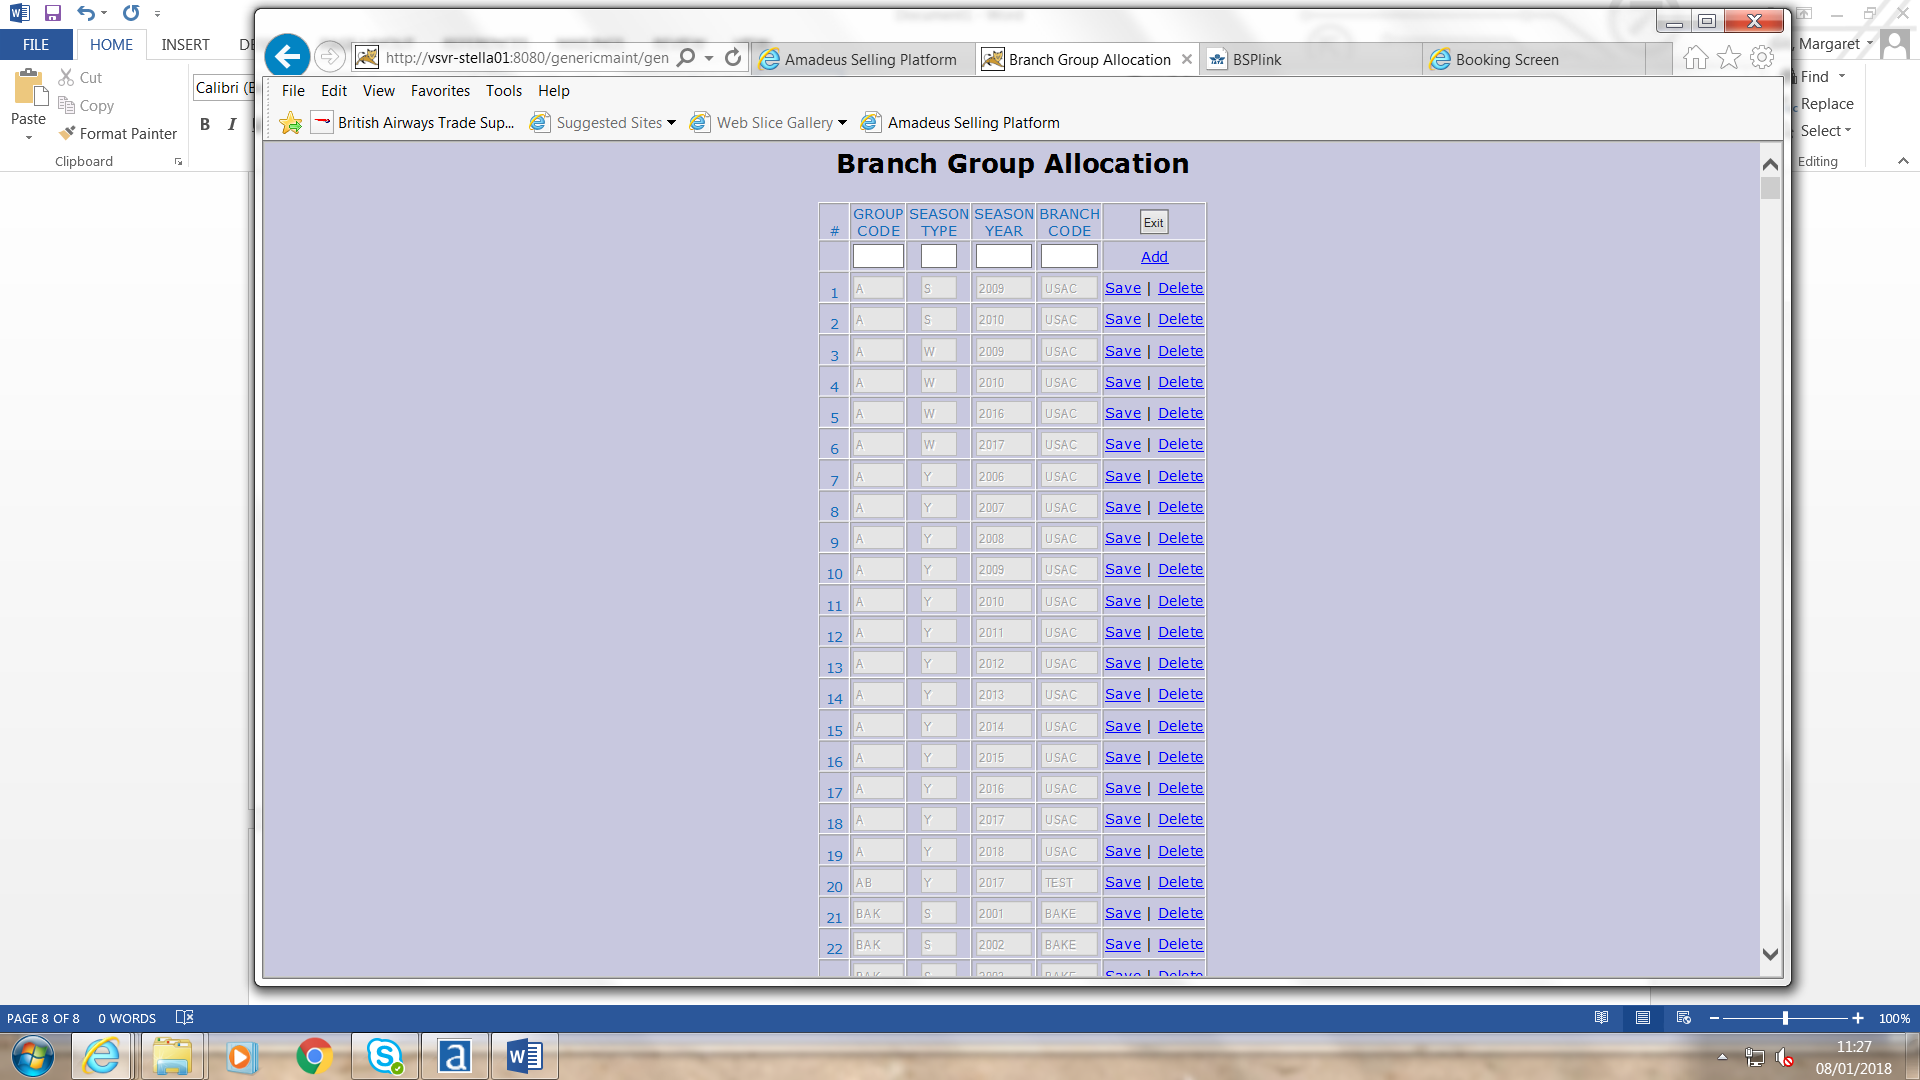 FILE HOME INSERT DE
Margaret
Cut
Copy
Format Painter
Paste
Clipboard
Calibri (B
B I
Find
Replace
Select
Editing
http://vsvr-stella01:8080/genericmaint/gen
Amadeus Selling Platform
Branch Group Allocation
BSPlink
Booking Screen
File Edit View Favorites Tools Help
British Airways Trade Sup... Suggested Sites Web Slice Gallery Amadeus Selling Platform
Branch Group Allocation
# GROUP CODE SEASON TYPE SEASON YEAR BRANCH CODE Exit
Add
1 A S 2009 USAC Save | Delete
2 A S 2010 USAC Save | Delete
3 A W 2009 USAC Save | Delete
4 A W 2010 USAC Save | Delete
5 A W 2016 USAC Save | Delete
6 A W 2017 USAC Save | Delete
7 A Y 2006 USAC Save | Delete
8 A Y 2007 USAC Save | Delete
9 A Y 2008 USAC Save | Delete
10 A Y 2009 USAC Save | Delete
11 A Y 2010 USAC Save | Delete
12 A Y 2011 USAC Save | Delete
13 A Y 2012 USAC Save | Delete
14 A Y 2013 USAC Save | Delete
15 A Y 2014 USAC Save | Delete
16 A Y 2015 USAC Save | Delete
17 A Y 2016 USAC Save | Delete
18 A Y 2017 USAC Save | Delete
19 A Y 2018 USAC Save | Delete
20 AB Y 2017 TEST Save | Delete
21 BAK S 2001 BAKE Save | Delete
22 BAK S 2002 BAKE Save | Delete
PAGE 8 OF 8 0 WORDS
100%
11:27
08/01/2018